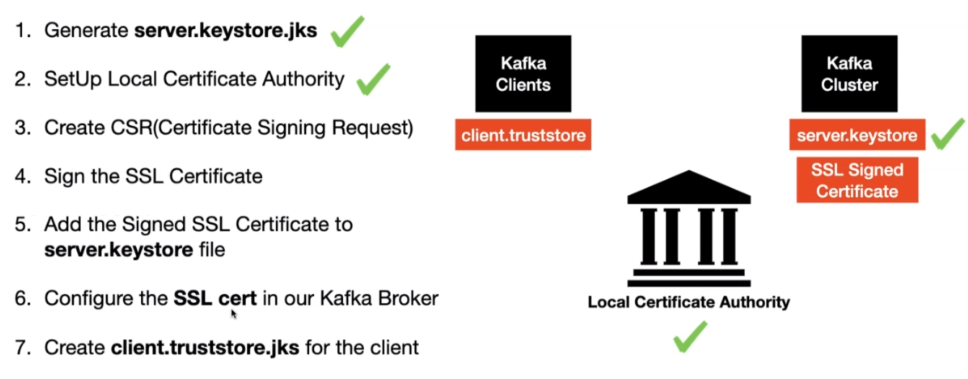 1. Generate server.keystore.jks
2. SetUp Local Certificate Authority
3. Create CSR(Certificate Signing Request)
4. Sign the SSL Certificate
5. Add the Signed SSL Certificate to
server.keystore file
6. Configure the SSL cert in our Kafka Broker
7. Create client.truststore.jks for the client
Kafka
Clients
client.truststore
Kafka
Cluster
server.keystore
SSL Signed
Certificate
Local Certificate Authority